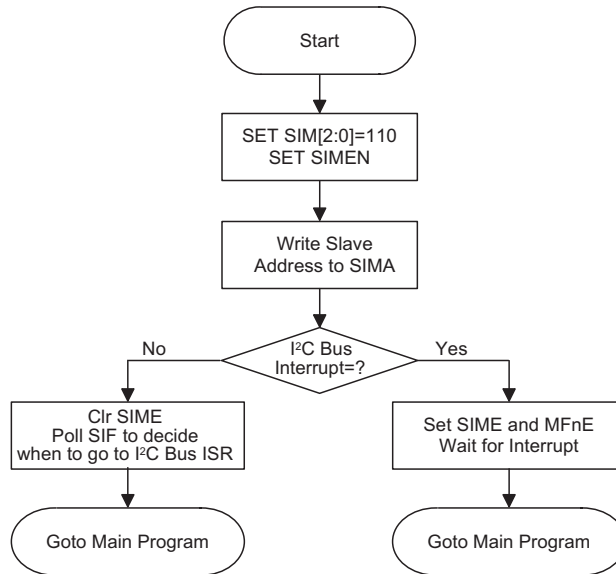 Start
SET SIM[2:0]=110
SET SIMEN
Write Slave
Address to SIMA
I²C Bus
Interrupt=?
No
Yes
Clr SIME
Poll SIF to decide
when to go to I²C Bus ISR
Set SIME and MFnE
Wait for Interrupt
Goto Main Program
Goto Main Program